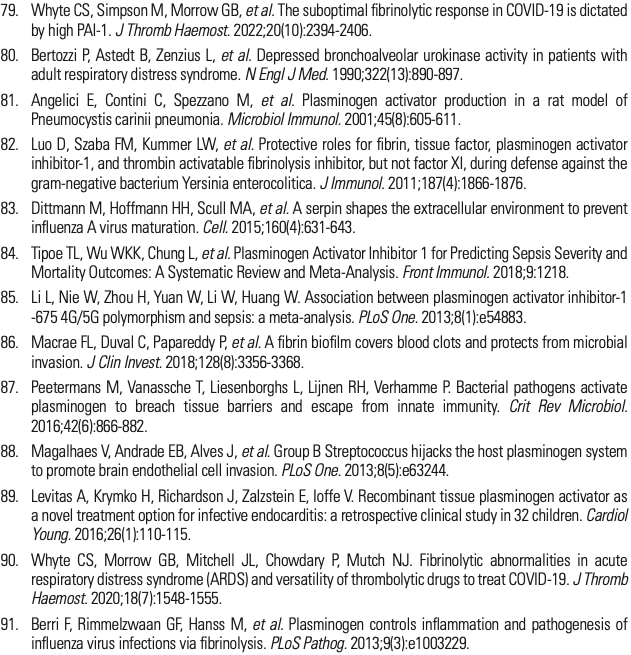 79. Whyte CS, Simpson M, Morrow GB, et al. The suboptimal fibrinolytic response in COVID-19 is dictated
by high PAI-1. J Thromb Haemost. 2022;20(10):2394-2406.
80. Bertozzi P, Astedt B, Zenzius L, et al. Depressed bronchoalveolar urokinase activity in patients with
adult respiratory distress syndrome. N Engl J Med. 1990;322(13):890-897.
81. Angelici E, Contini C, Spezzano M, et al. Plasminogen activator production in a rat model of
Pneumocystis carinii pneumonia. Microbiol Immunol. 2001;45(8):605-611.
82. Luo D, Szaba FM, Kummer LW, et al. Protective roles for fibrin, tissue factor, plasminogen activator
inhibitor-1, and thrombin activatable fibrinolysis inhibitor, but not factor XI, during defense against the
gram-negative bacterium Yersinia enterocolitica. J Immunol. 2011;187(4):1866-1876.
83. Dittmann M, Hoffmann HH, Scull MA, et al. A serpin shapes the extracellular environment to prevent
influenza A virus maturation. Cell. 2015;160(4):631-643.
84. Tipoe TL, Wu WKK, Chung L, et al. Plasminogen Activator Inhibitor 1 for Predicting Sepsis Severity and
Mortality Outcomes: A Systematic Review and Meta-Analysis. Front Immunol. 2018;9:1218.
85. Li L, Nie W, Zhou H, Yuan W, Li W, Huang W. Association between plasminogen activator inhibitor-1
-675 4G/5G polymorphism and sepsis: a meta-analysis. PLoS One. 2013;8(1):e54883.
86. Macrae FL, Duval C, Papareddy P, et al. A fibrin biofilm covers blood clots and protects from microbial
invasion. J Clin Invest. 2018;128(8):3356-3368.
87. Peetermans M, Vanassche T, Liesenborghs L, Lijnen RH, Verhamme P. Bacterial pathogens activate
plasminogen to breach tissue barriers and escape from innate immunity. Crit Rev Microbiol.
2016;42(6):866-882.
88. Magalhaes V, Andrade EB, Alves J, et al. Group B Streptococcus hijacks the host plasminogen system
to promote brain endothelial cell invasion. PLoS One. 2013;8(5):e63244.
89. Levitas A, Krymko H, Richardson J, Zalzstein E, Ioffe V. Recombinant tissue plasminogen activator as
a novel treatment option for infective endocarditis: a retrospective clinical study in 32 children. Cardiol
Young. 2016;26(1):110-115.
90. Whyte CS, Morrow GB, Mitchell JL, Chowdary P, Mutch NJ. Fibrinolytic abnormalities in acute
respiratory distress syndrome (ARDS) and versatility of thrombolytic drugs to treat COVID-19. J Thromb
Haemost. 2020;18(7):1548-1555.
91. Berri F, Rimmelzwaan GF, Hanss M, et al. Plasminogen controls inflammation and pathogenesis of
influenza virus infections via fibrinolysis. PLoS Pathog. 2013;9(3):e1003229.